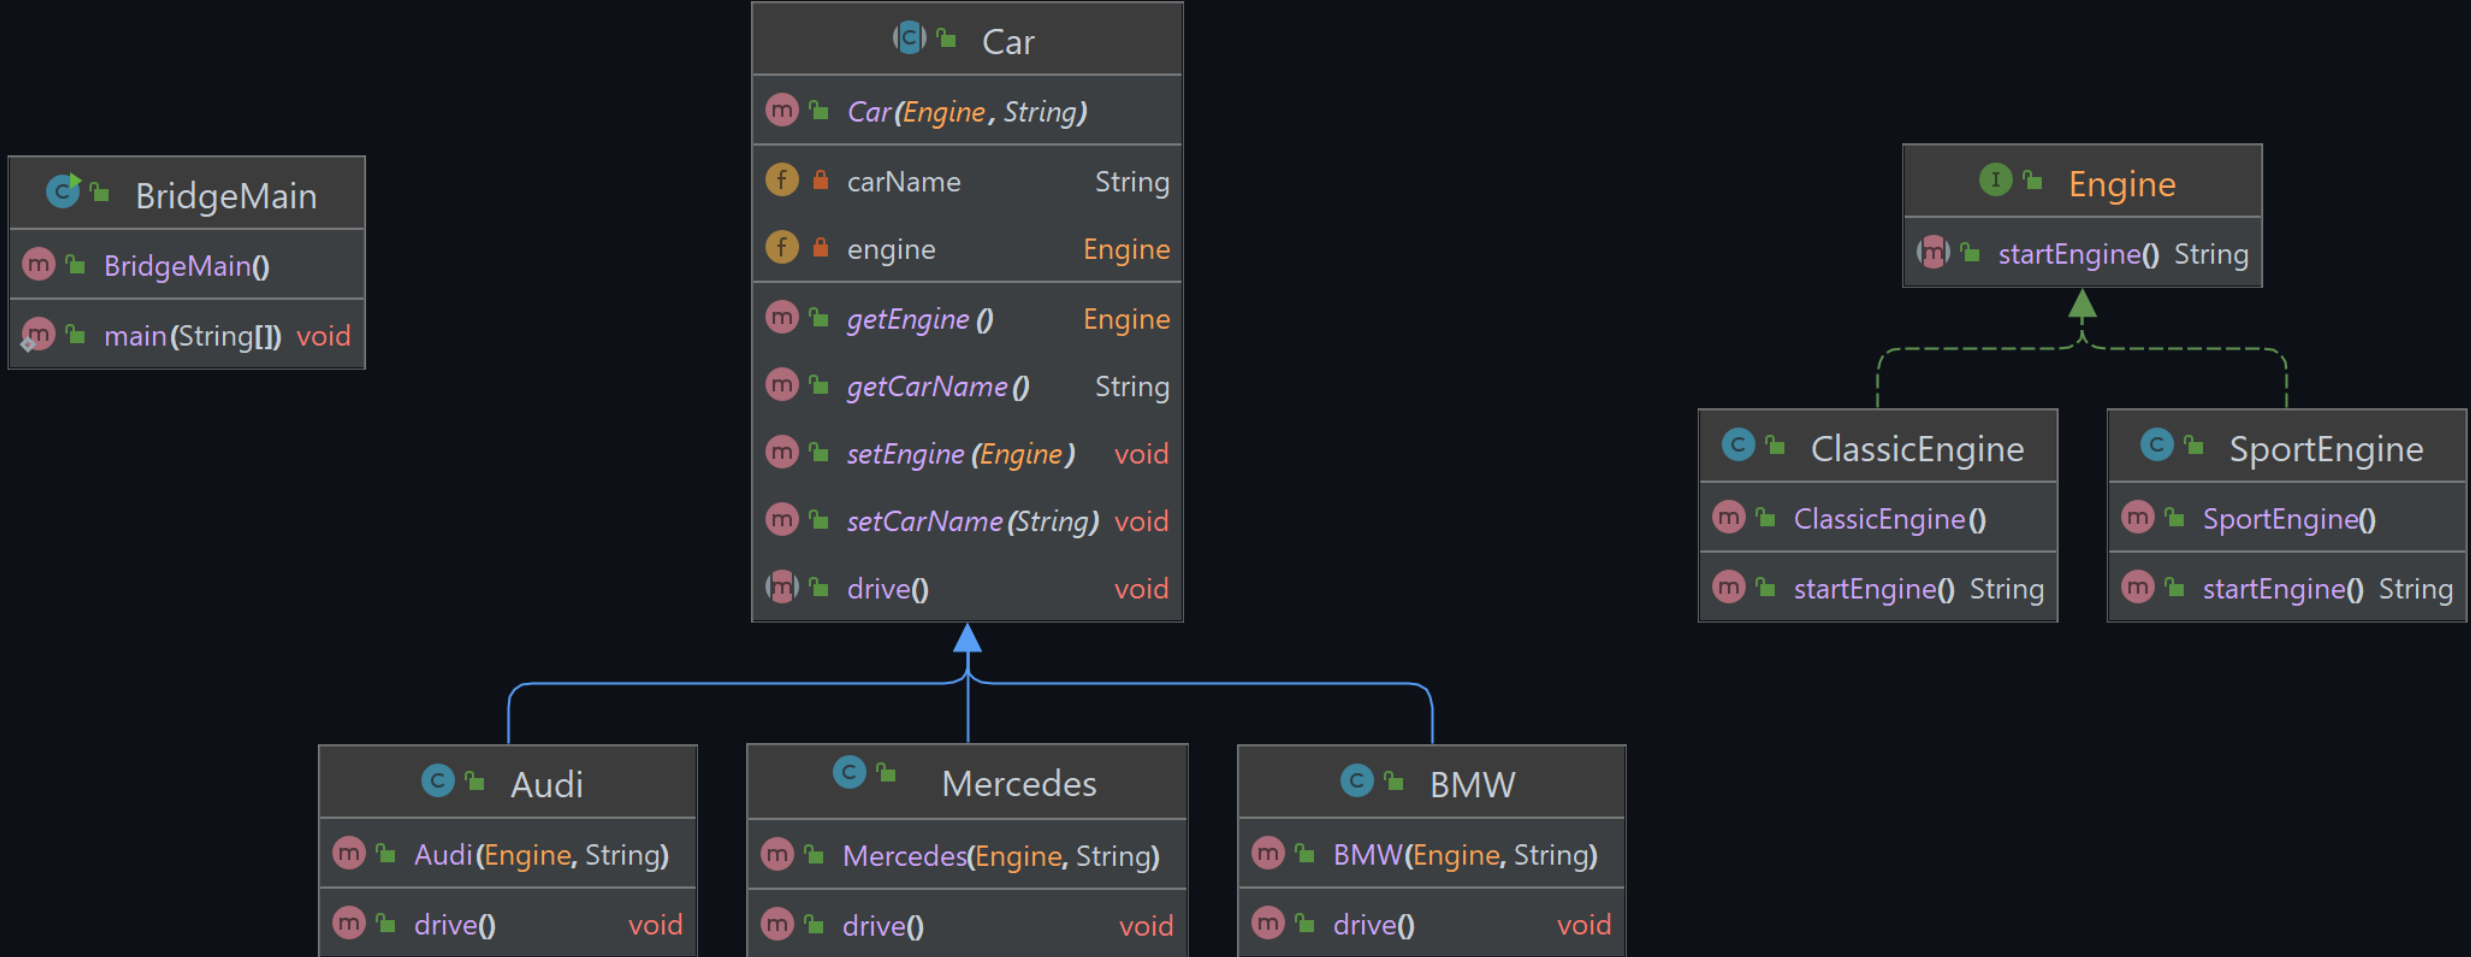 BridgeMain
BridgeMain()
main(String[]) void
Car
Car(Engine, String)
carName String
engine Engine
getEngine() Engine
getCarName() String
setEngine(Engine) void
setCarName(String) void
drive() void
Engine
startEngine() String
ClassicEngine
ClassicEngine()
startEngine() String
SportEngine
SportEngine()
startEngine() String
Audi
Audi(Engine, String)
drive() void
Mercedes
Mercedes(Engine, String)
drive() void
BMW
BMW(Engine, String)
drive() void